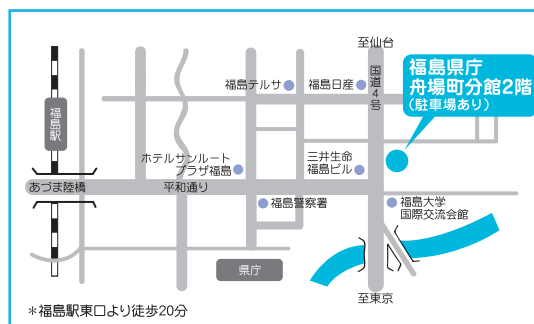 至仙台
福島県庁
舟場町分館2階
(駐車場あり)
国道4号
福島テルサ
福島日産
福島駅
ホテルサンルート
プラザ福島
三井生命
福島ビル
あづま陸橋
平和通り
福島警察署
福島大学
国際交流会館
県庁
至東京
*福島駅東口より徒歩20分